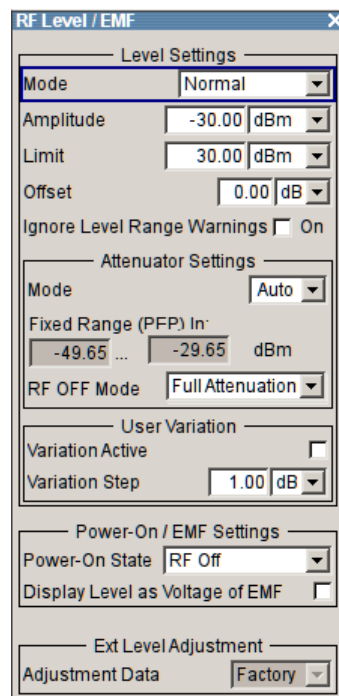 RF Level / EMF
Level Settings
Mode Normal
Amplitude -30.00 dBm
Limit 30.00 dBm
Offset 0.00 dB
Ignore Level Range Warnings On
Attenuator Settings
Mode Auto
Fixed Range (PEP) In:
-49.65 ... -29.65 dBm
RF OFF Mode Full Attenuation
User Variation
Variation Active
Variation Step 1.00 dB
Power-On / EMF Settings
Power-On State RF Off
Display Level as Voltage of EMF
Ext Level Adjustment
Adjustment Data Factory